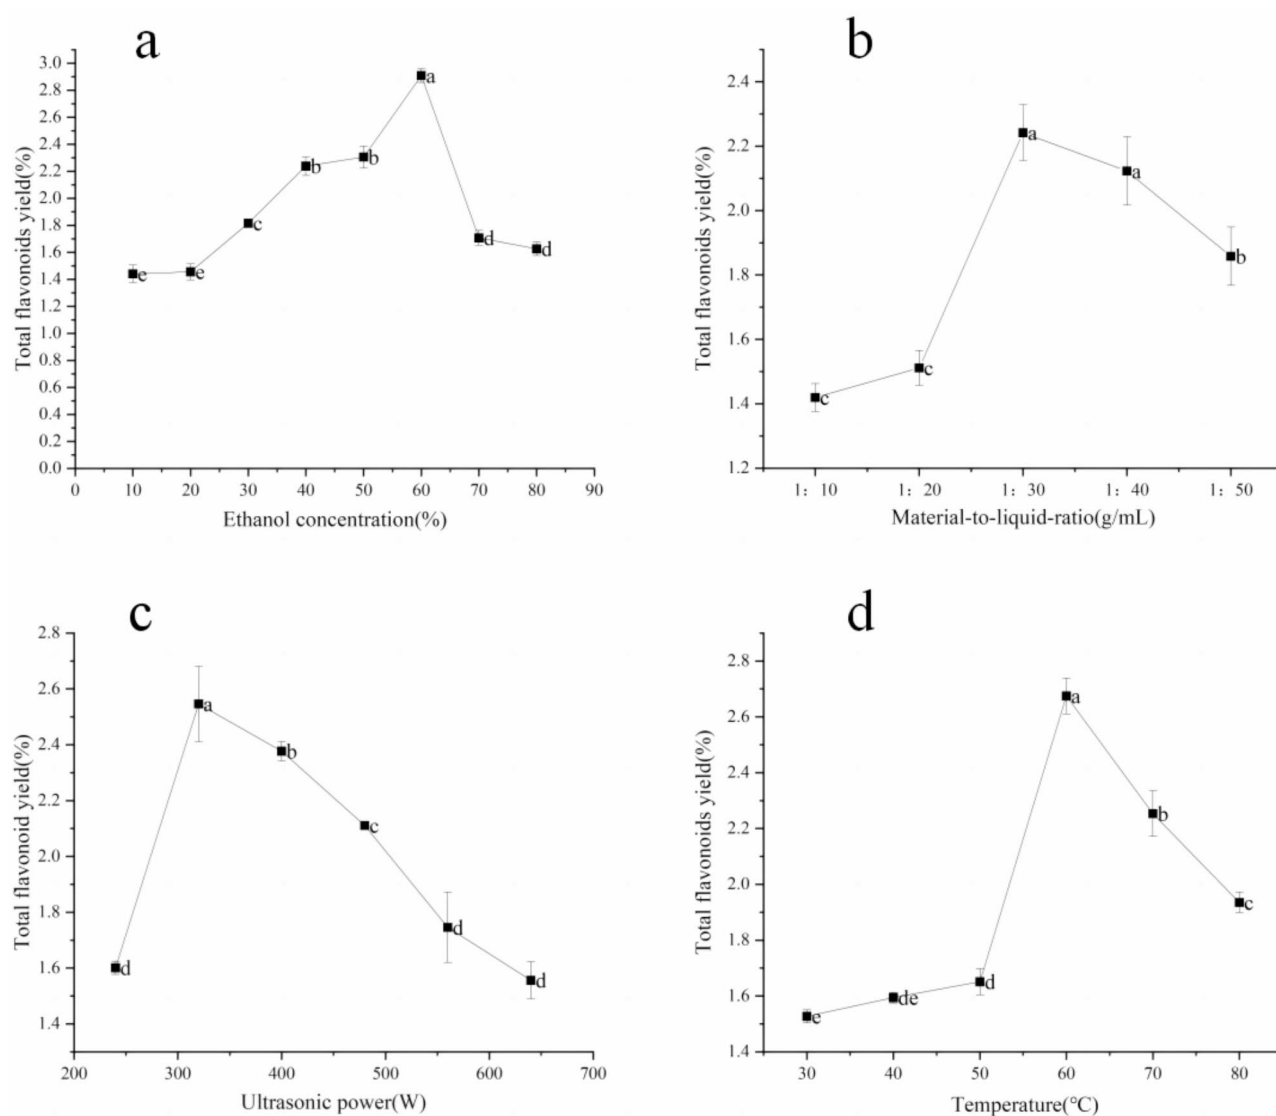 a
Total flavonoids yield(%)
3.0
2.8
2.6
2.4
2.2
2.0
1.8
1.6
1.4
1.2
1.0
0.8
0.6
0.4
0.2
0.0
e
e
c
b
b
a
d
d
0 10 20 30 40 50 60 70 80 90
Ethanol concentration(%)
b
Total flavonoids yield(%)
2.4
2.2
2.0
1.8
1.6
1.4
1.2
c
c
a
a
b
1: 10 1: 20 1: 30 1: 40 1: 50
Material-to-liquid-ratio(g/mL)
c
Total flavonoid yield(%)
2.8
2.6
2.4
2.2
2.0
1.8
1.6
1.4
d
a
b
c
d
d
200 300 400 500 600 700
Ultrasonic power(W)
d
Total flavonoids yield(%)
2.8
2.6
2.4
2.2
2.0
1.8
1.6
1.4
e
de
d
a
b
c
30 40 50 60 70 80
Temperature(°C)